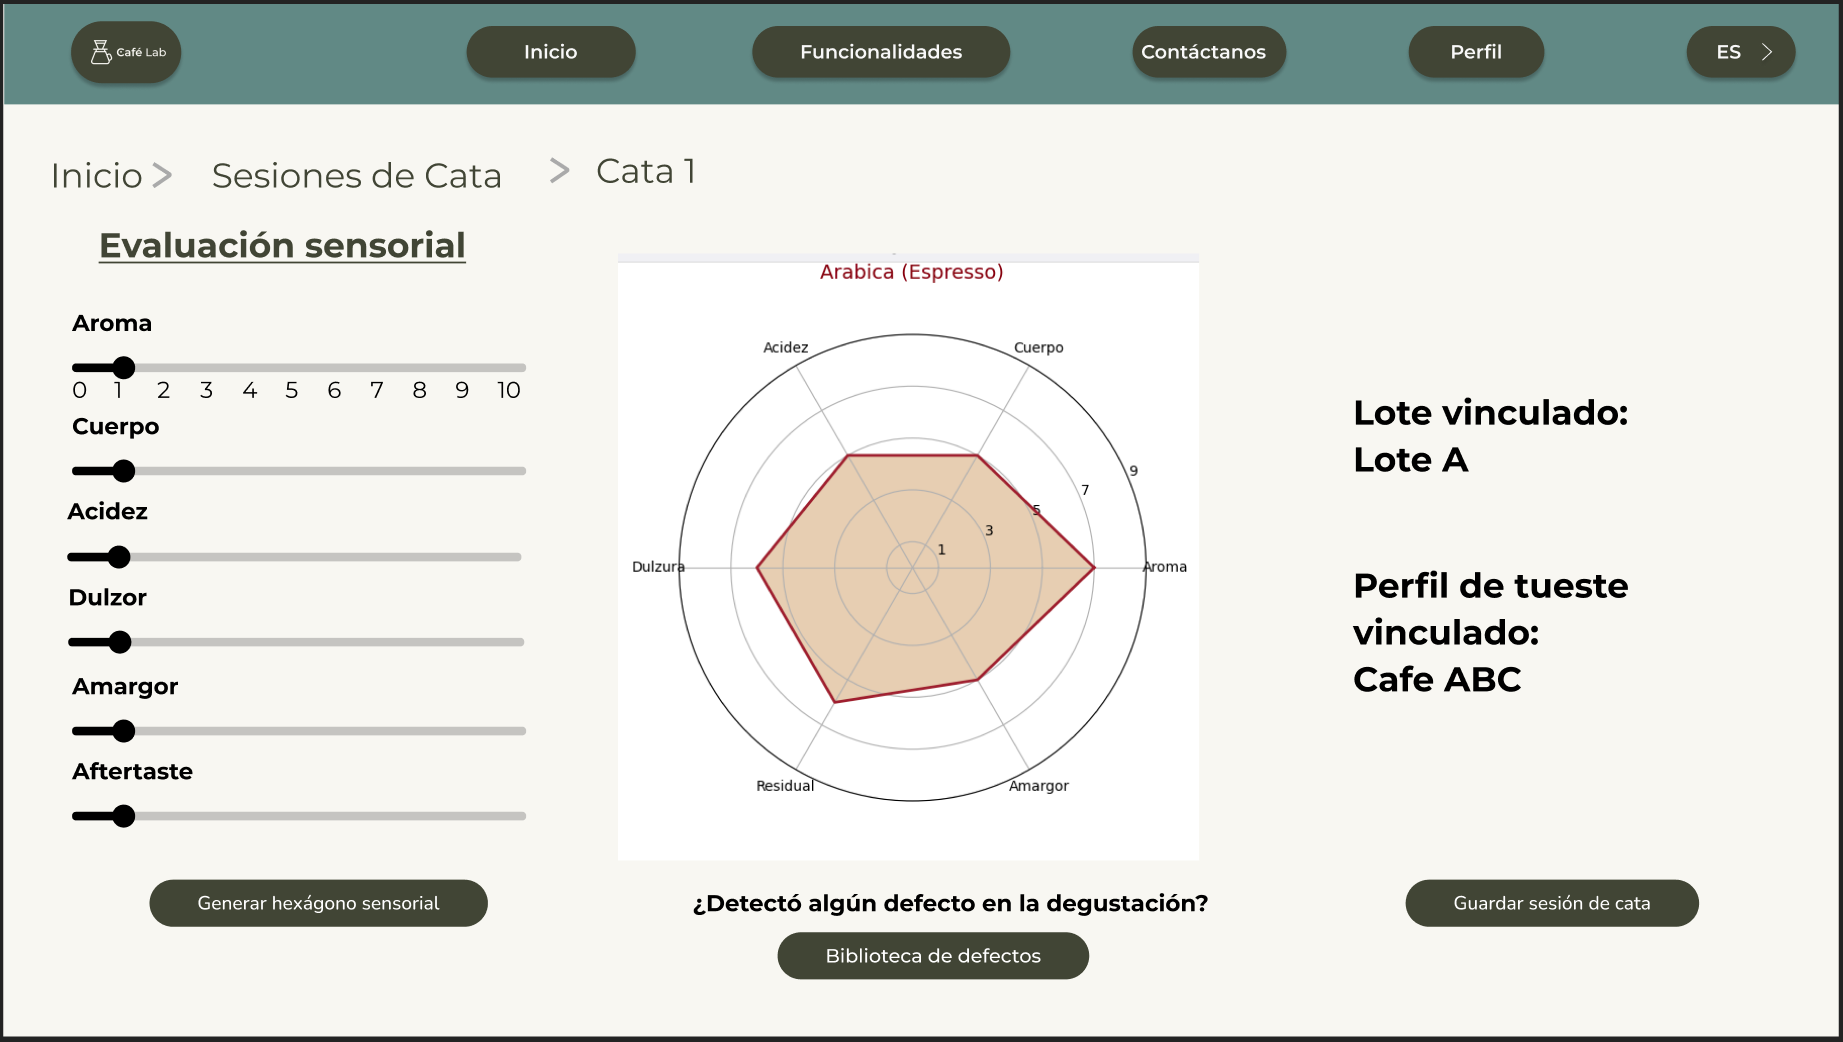 Café Lab
Inicio
Funcionalidades
Contáctanos
Perfil
ES >
Inicio > Sesiones de Cata > Cata 1
Evaluación sensorial
Aroma
0 1 2 3 4 5 6 7 8 9 10
Cuerpo
Acidez
Dulzor
Amargor
Aftertaste
Generar hexágono sensorial
Arabica (Espresso)
Acidez
Cuerpo
9
7
5
3
1
Dulzura
Aroma
Residual
Amargor
¿Detectó algún defecto en la degustación?
Biblioteca de defectos
Lote vinculado:
Lote A
Perfil de tueste
vinculado:
Cafe ABC
Guardar sesión de cata